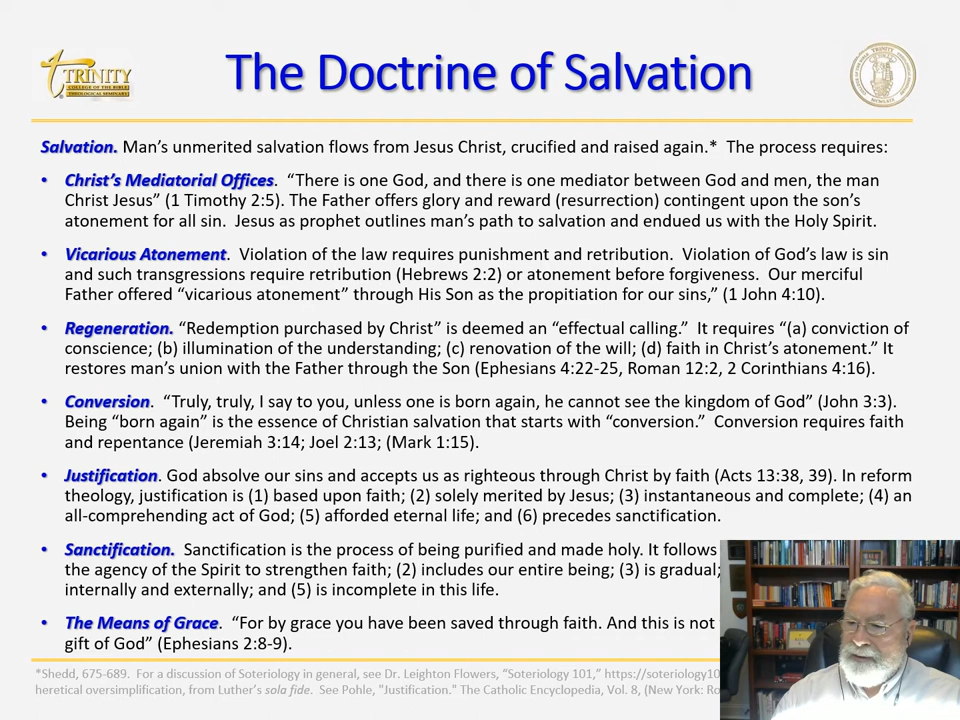 The Doctrine of Salvation
TRINITY
COLLEGE OF THE BIBLE
THEOLOGICAL SEMINARY
Salvation. Man’s unmerited salvation flows from Jesus Christ, crucified and raised again.* The process requires:
• Christ’s Mediatorial Offices. “There is one God, and there is one mediator between God and men, the man
Christ Jesus” (1 Timothy 2:5). The Father offers glory and reward (resurrection) contingent upon the son’s
atonement for all sin. Jesus as prophet outlines man’s path to salvation and endued us with the Holy Spirit.
• Vicarious Atonement. Violation of the law requires punishment and retribution. Violation of God’s law is sin
and such transgressions require retribution (Hebrews 2:2) or atonement before forgiveness. Our merciful
Father offered “vicarious atonement” through His Son as the propitiation for our sins,” (1 John 4:10).
• Regeneration. “Redemption purchased by Christ” is deemed an “effectual calling.” It requires “(a) conviction of
conscience; (b) illumination of the understanding; (c) renovation of the will; (d) faith in Christ’s atonement.” It
restores man’s union with the Father through the Son (Ephesians 4:22-25, Roman 12:2, 2 Corinthians 4:16).
• Conversion. “Truly, truly, I say to you, unless one is born again, he cannot see the kingdom of God” (John 3:3).
Being “born again” is the essence of Christian salvation that starts with “conversion.” Conversion requires faith
and repentance (Jeremiah 3:14; Joel 2:13; (Mark 1:15).
• Justification. God absolve our sins and accepts us as righteous through Christ by faith (Acts 13:38, 39). In reform
theology, justification is (1) based upon faith; (2) solely merited by Jesus; (3) instantaneous and complete; (4) an
all-comprehending act of God; (5) afforded eternal life; and (6) precedes sanctification.
• Sanctification. Sanctification is the process of being purified and made holy. It follows
the agency of the Spirit to strengthen faith; (2) includes our entire being; (3) is gradual;
internally and externally; and (5) is incomplete in this life.
• The Means of Grace. “For by grace you have been saved through faith. And this is not
gift of God” (Ephesians 2:8-9).
*Shedd, 675-689. For a discussion of Soteriology in general, see Dr. Leighton Flowers, “Soteriology 101,” https://soteriology10
heretical oversimplification, from Luther’s sola fide. See Pohle, "Justification." The Catholic Encyclopedia, Vol. 8, (New York: Ro